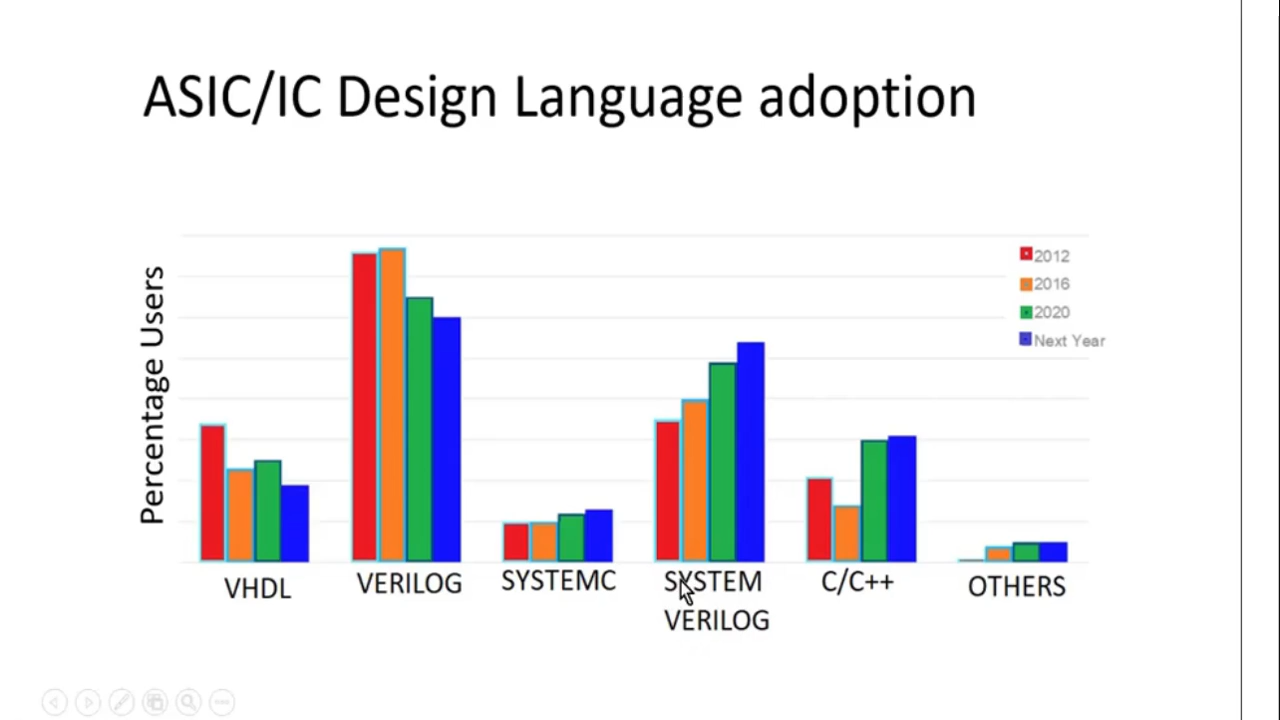 ASIC/IC Design Language adoption
Percentage Users
2012
2016
2020
Next Year
VHDL
VERILOG
SYSTEMC
SYSTEM
VERILOG
C/C++
OTHERS